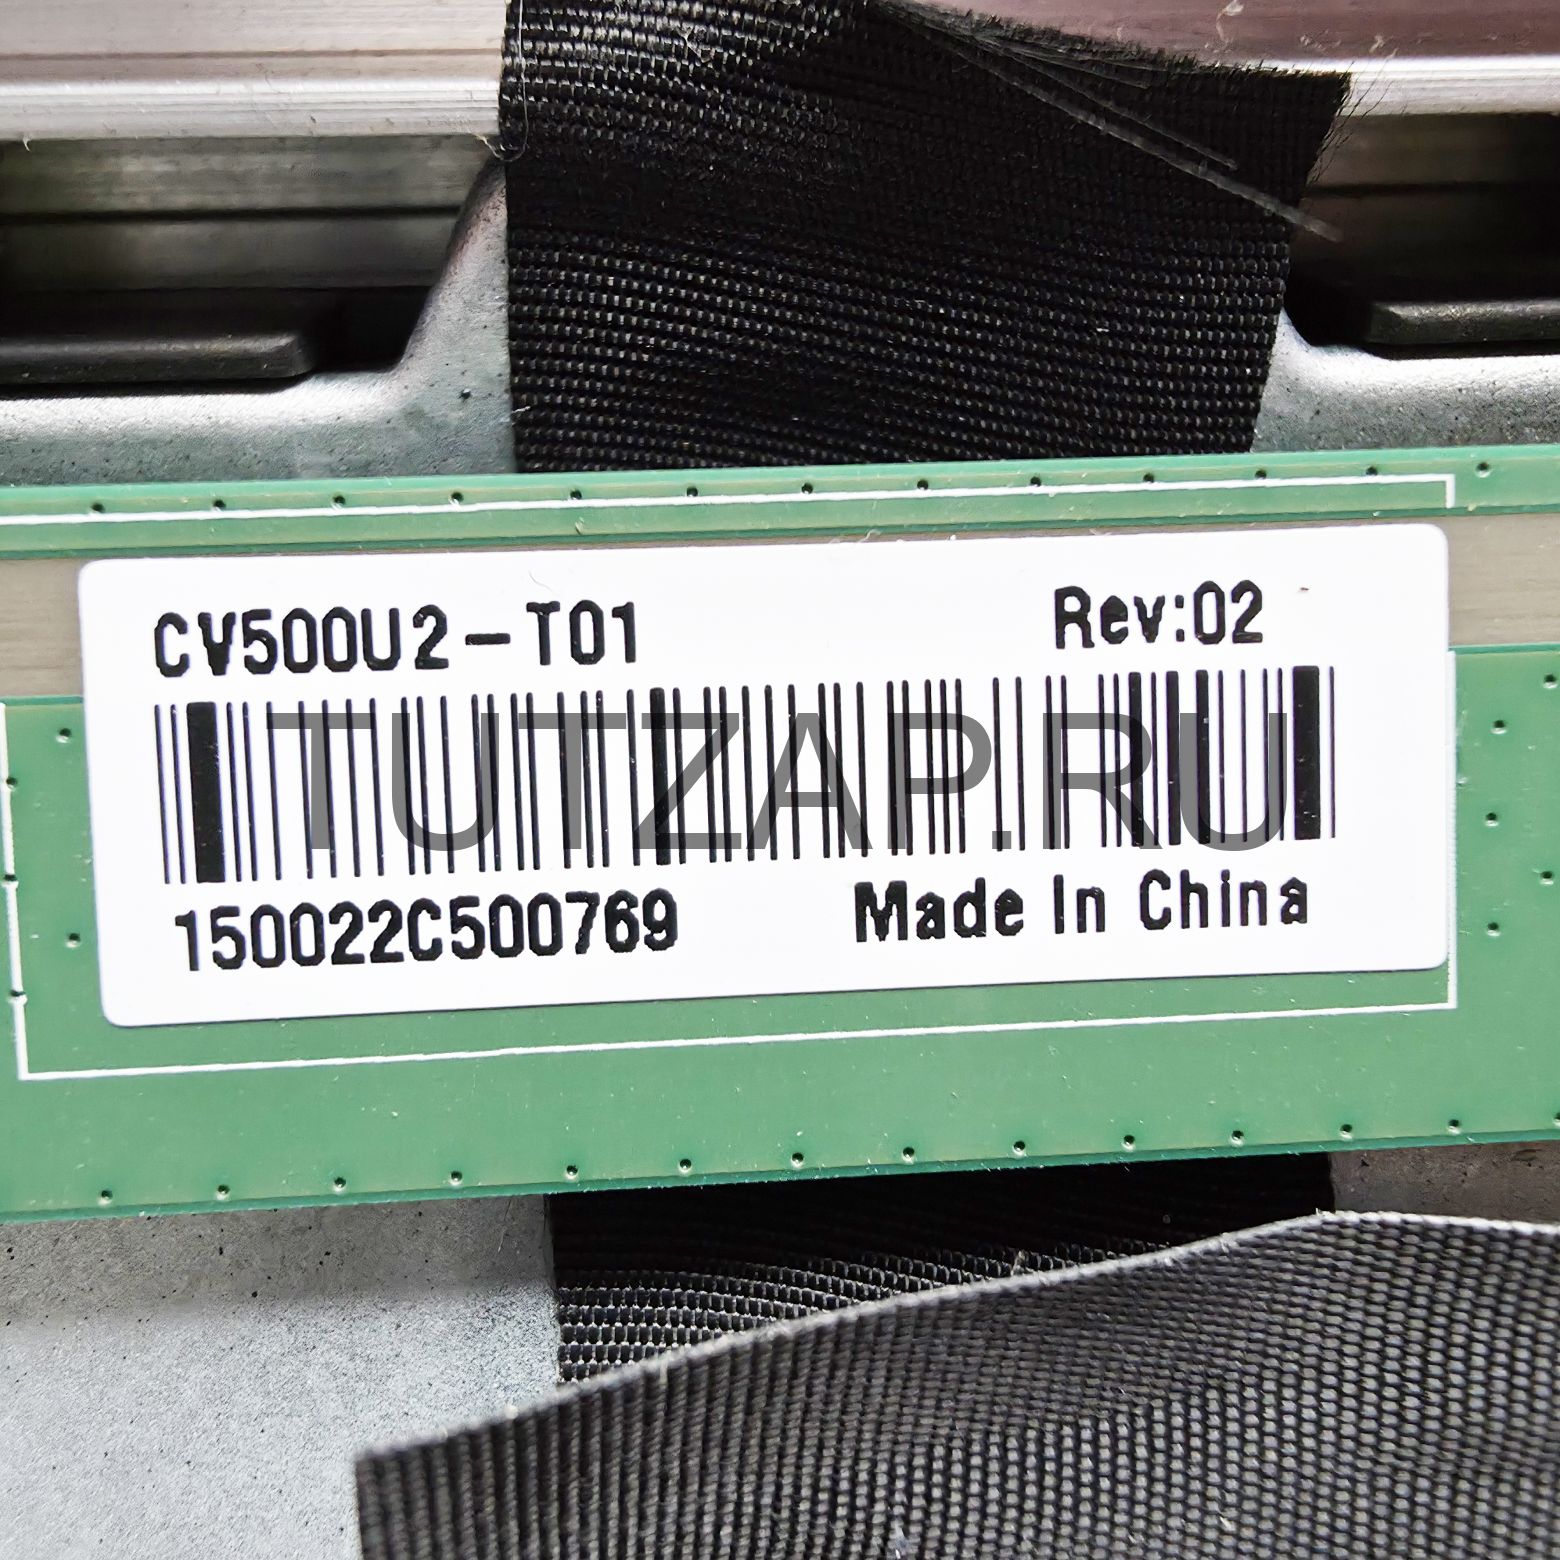 CV500U2-T01 Rev:02
TUTZAP.RU
150022C500769 Made In China